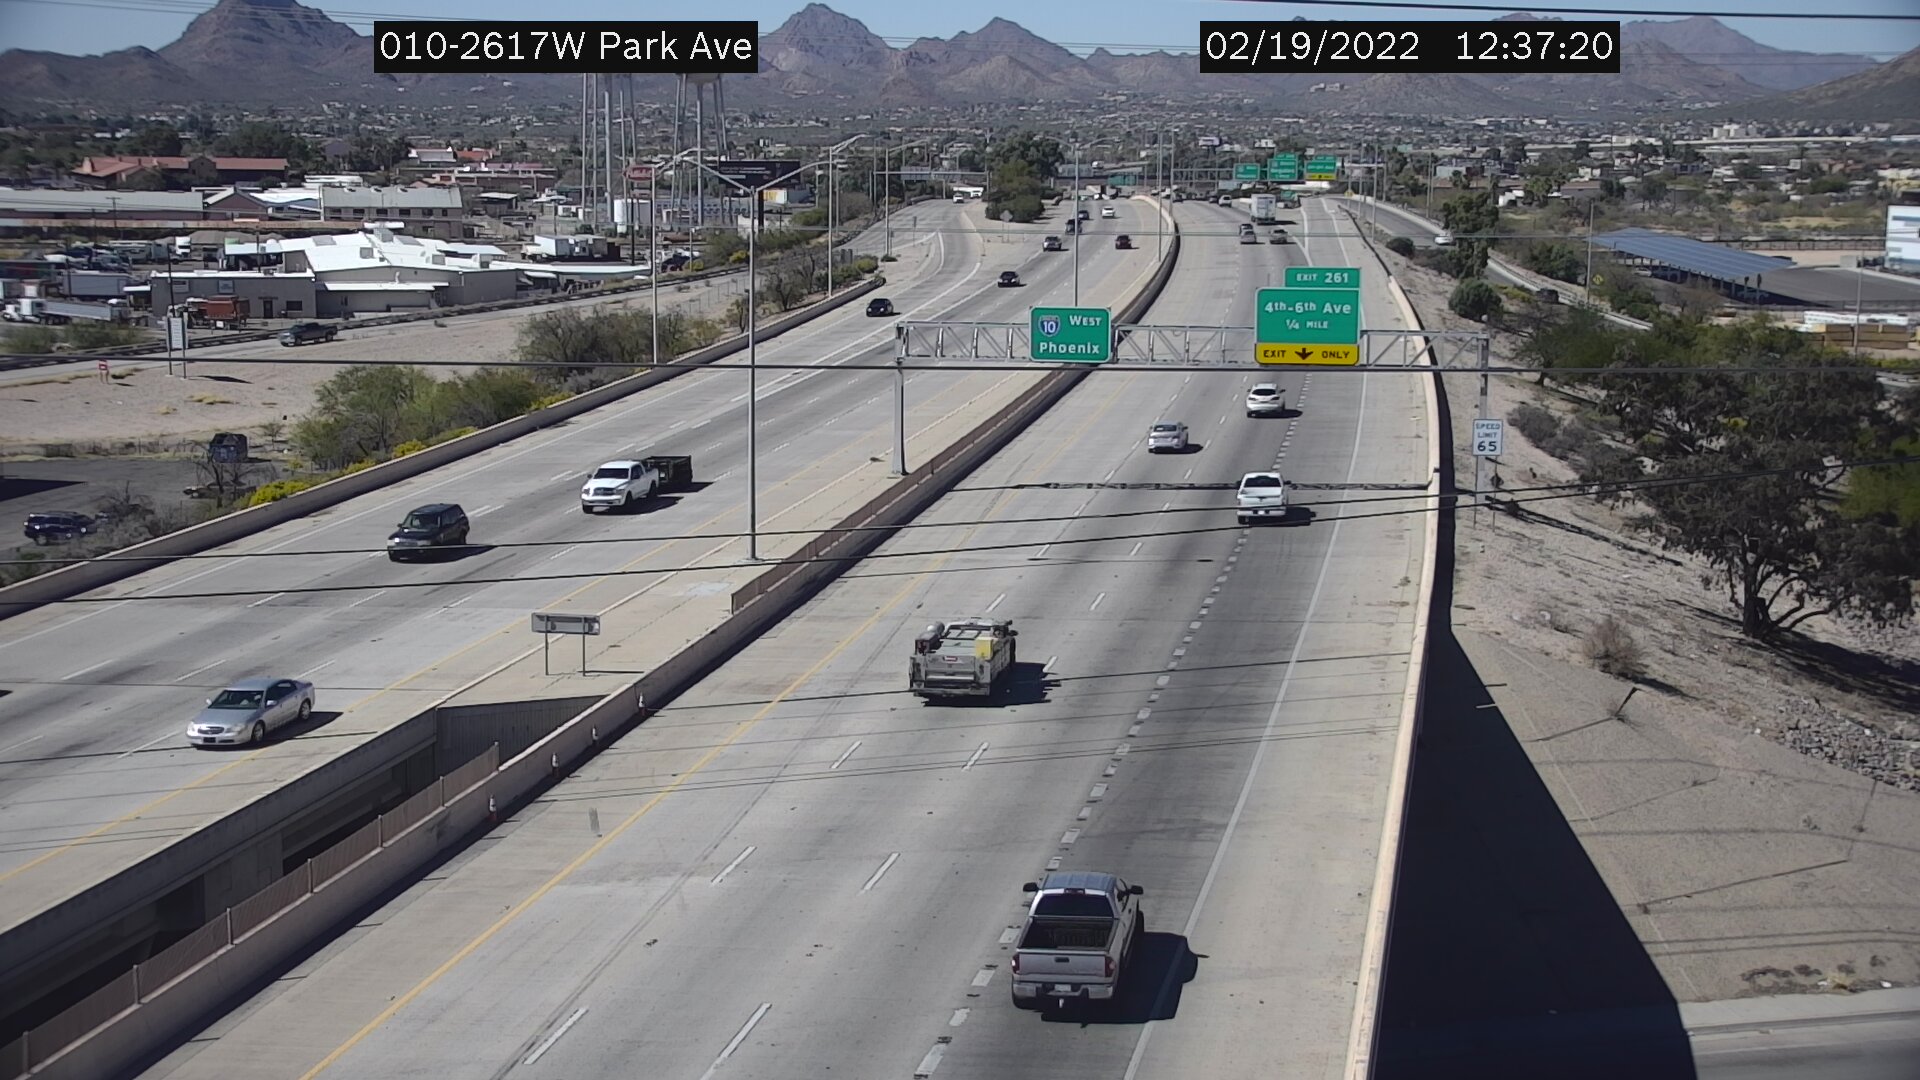 010-2617W Park Ave
02/19/2022 12:37:20
EXIT 261
4th-6th Ave
1/4 MILE
EXIT ONLY
10 WEST
Phoenix
SPEED
LIMIT
65